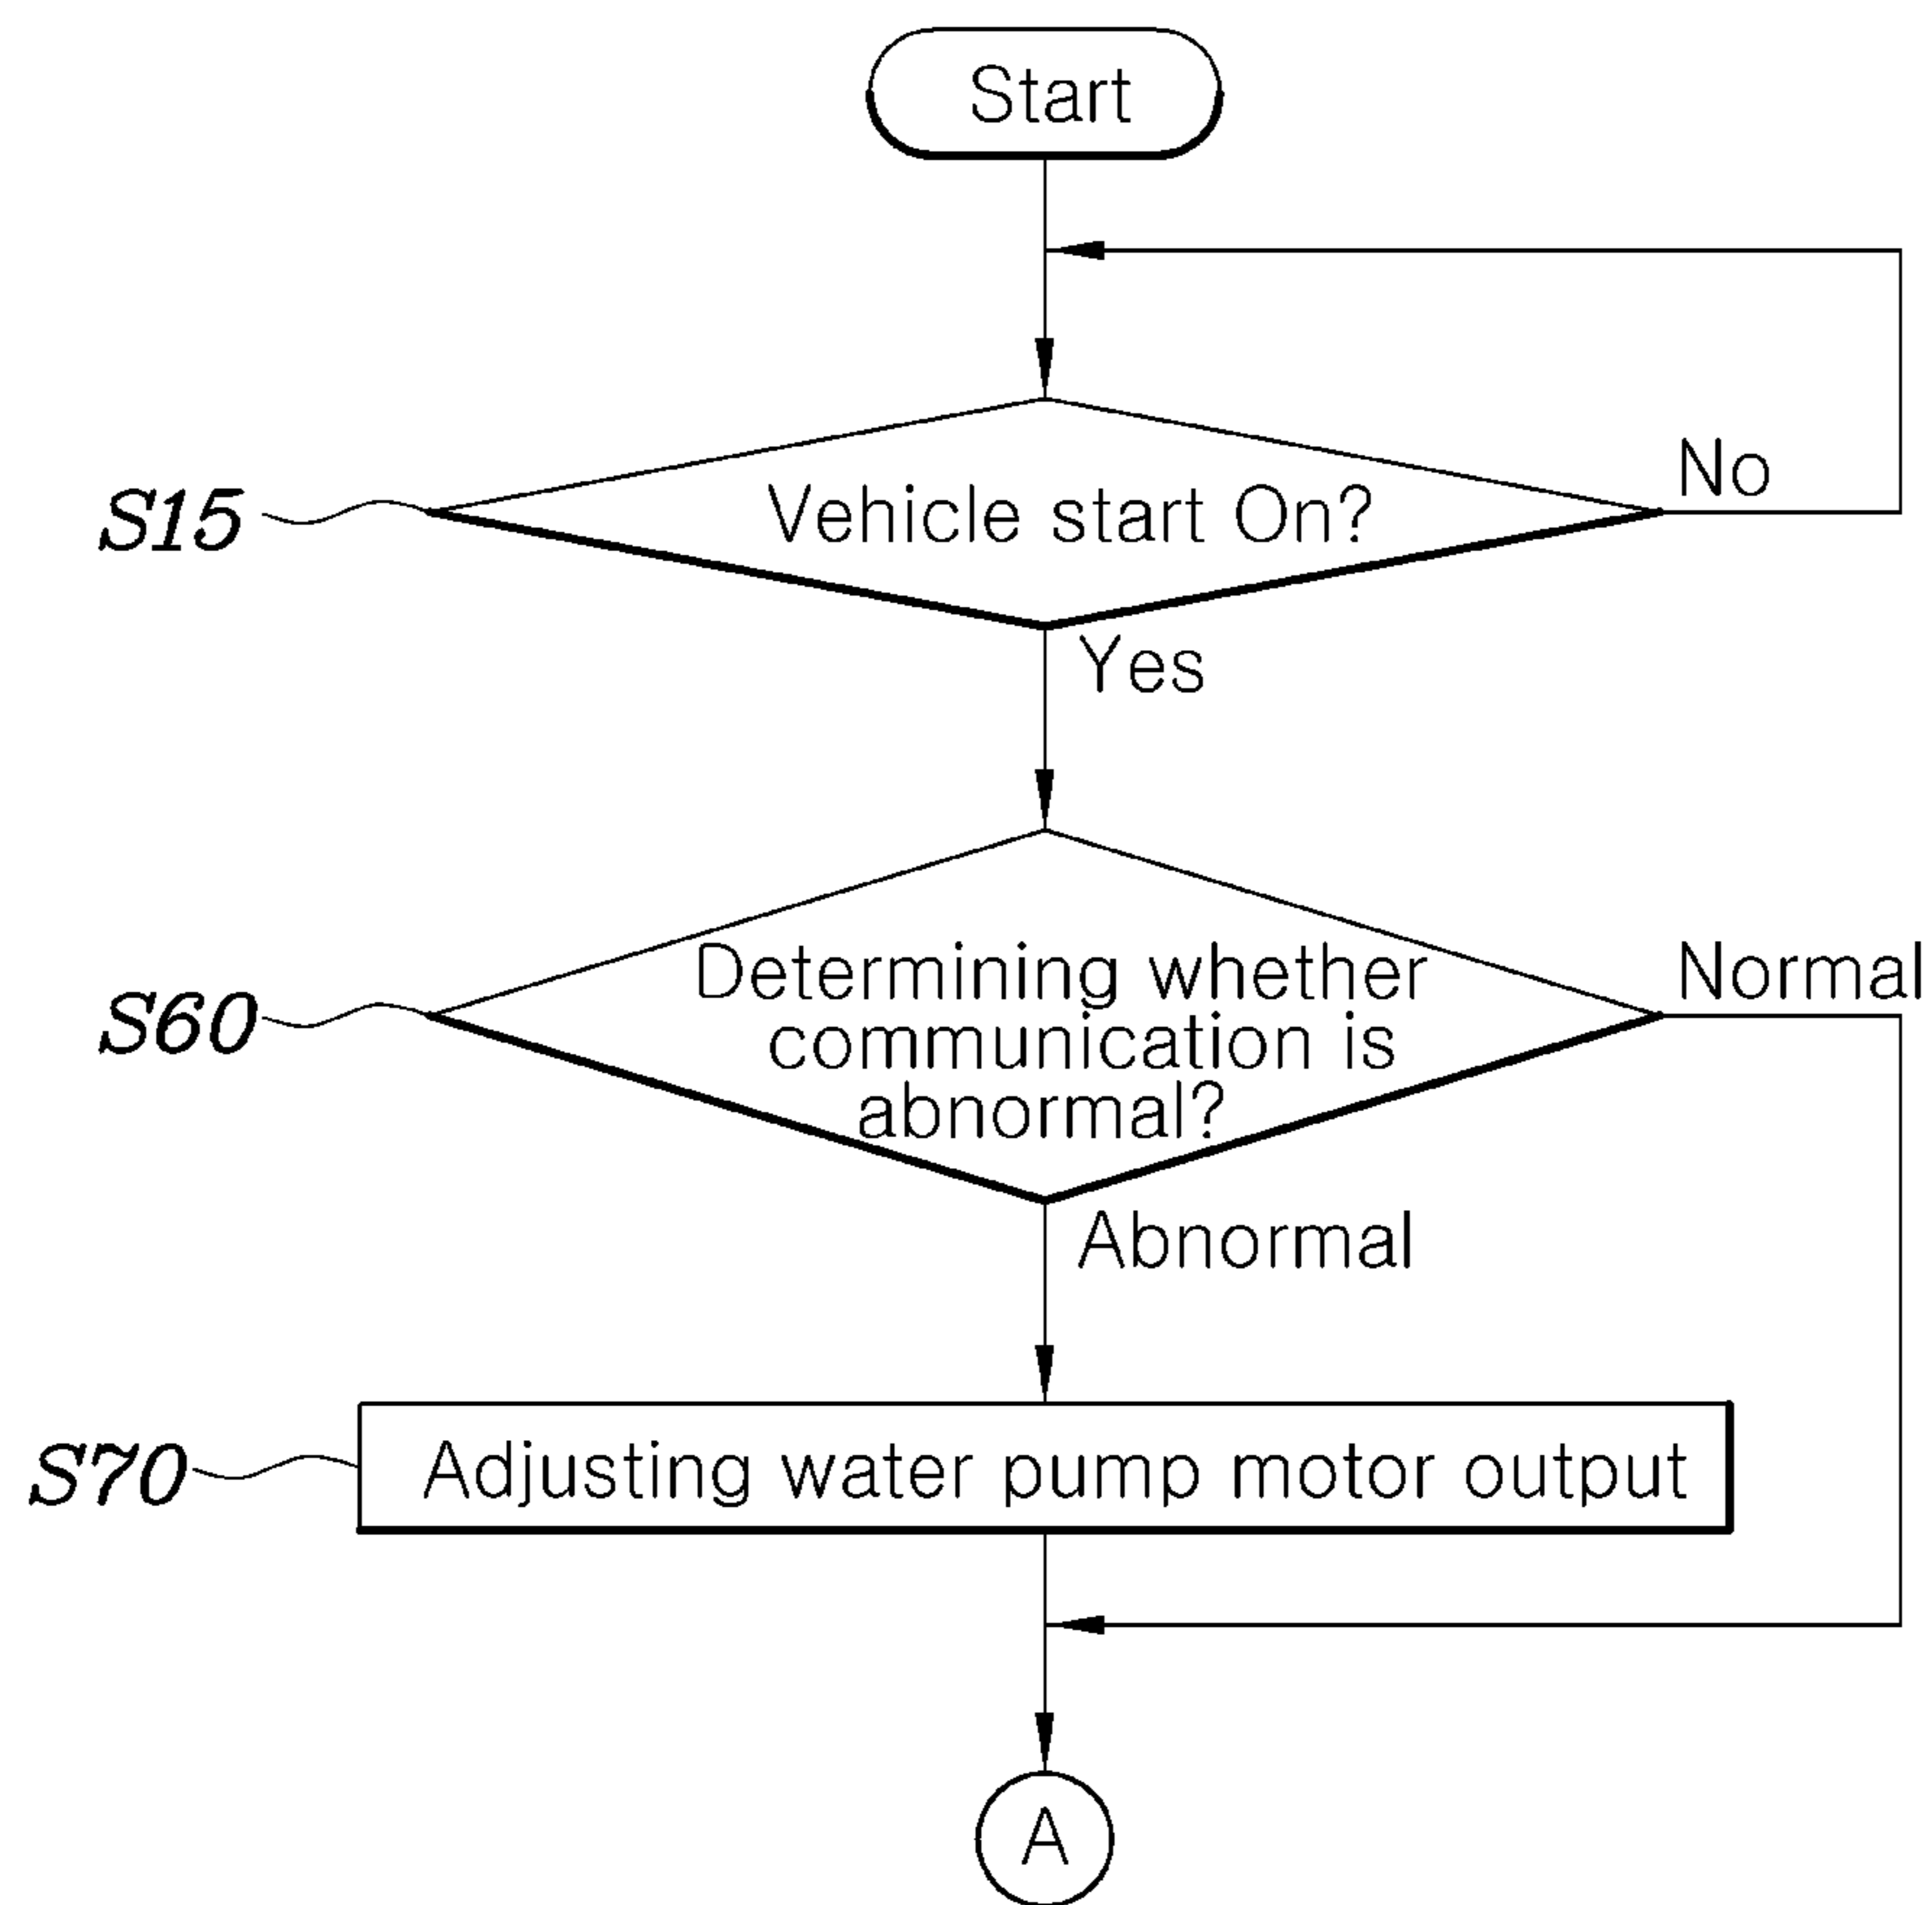 Start
No
S15
Vehicle start On?
Yes
Determining whether
Normal
S60
communication is
abnormal?
Abnormal
S70
Adjusting water pump motor output
A